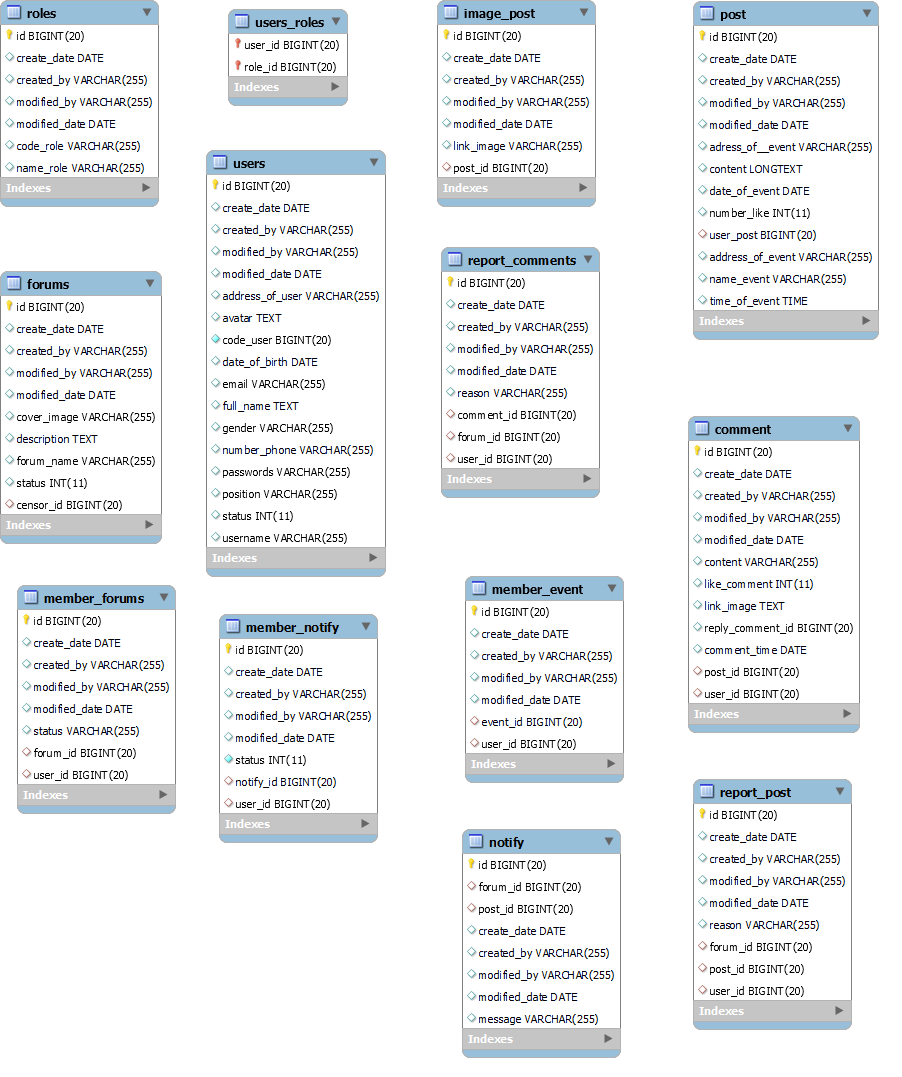 roles
id BIGINT(20)
create_date DATE
created_by VARCHAR(255)
modified_by VARCHAR(255)
modified_date DATE
code_role VARCHAR(255)
name_role VARCHAR(255)
Indexes
users_roles
user_id BIGINT(20)
role_id BIGINT(20)
Indexes
image_post
id BIGINT(20)
create_date DATE
created_by VARCHAR(255)
modified_by VARCHAR(255)
modified_date DATE
link_image VARCHAR(255)
post_id BIGINT(20)
Indexes
post
id BIGINT(20)
create_date DATE
created_by VARCHAR(255)
modified_by VARCHAR(255)
modified_date DATE
adress_of__event VARCHAR(255)
content LONGTEXT
date_of_event DATE
number_like INT(11)
user_post BIGINT(20)
address_of_event VARCHAR(255)
name_event VARCHAR(255)
time_of_event TIME
Indexes
users
id BIGINT(20)
create_date DATE
created_by VARCHAR(255)
modified_by VARCHAR(255)
modified_date DATE
address_of_user VARCHAR(255)
avatar TEXT
code_user BIGINT(20)
date_of_birth DATE
email VARCHAR(255)
full_name TEXT
gender VARCHAR(255)
number_phone VARCHAR(255)
passwords VARCHAR(255)
position VARCHAR(255)
status INT(11)
username VARCHAR(255)
Indexes
report_comments
id BIGINT(20)
create_date DATE
created_by VARCHAR(255)
modified_by VARCHAR(255)
modified_date DATE
reason VARCHAR(255)
comment_id BIGINT(20)
forum_id BIGINT(20)
user_id BIGINT(20)
Indexes
forums
id BIGINT(20)
create_date DATE
created_by VARCHAR(255)
modified_by VARCHAR(255)
modified_date DATE
cover_image VARCHAR(255)
description TEXT
forum_name VARCHAR(255)
status INT(11)
censor_id BIGINT(20)
Indexes
comment
id BIGINT(20)
create_date DATE
created_by VARCHAR(255)
modified_by VARCHAR(255)
modified_date DATE
content VARCHAR(255)
like_comment INT(11)
link_image TEXT
reply_comment_id BIGINT(20)
comment_time DATE
post_id BIGINT(20)
user_id BIGINT(20)
Indexes
member_forums
id BIGINT(20)
create_date DATE
created_by VARCHAR(255)
modified_by VARCHAR(255)
modified_date DATE
status VARCHAR(255)
forum_id BIGINT(20)
user_id BIGINT(20)
Indexes
member_notify
id BIGINT(20)
create_date DATE
created_by VARCHAR(255)
modified_by VARCHAR(255)
modified_date DATE
status INT(11)
notify_id BIGINT(20)
user_id BIGINT(20)
Indexes
member_event
id BIGINT(20)
create_date DATE
created_by VARCHAR(255)
modified_by VARCHAR(255)
modified_date DATE
event_id BIGINT(20)
user_id BIGINT(20)
Indexes
report_post
id BIGINT(20)
create_date DATE
created_by VARCHAR(255)
modified_by VARCHAR(255)
modified_date DATE
reason VARCHAR(255)
forum_id BIGINT(20)
post_id BIGINT(20)
user_id BIGINT(20)
Indexes
notify
id BIGINT(20)
forum_id BIGINT(20)
post_id BIGINT(20)
create_date DATE
created_by VARCHAR(255)
modified_by VARCHAR(255)
modified_date DATE
message VARCHAR(255)
Indexes